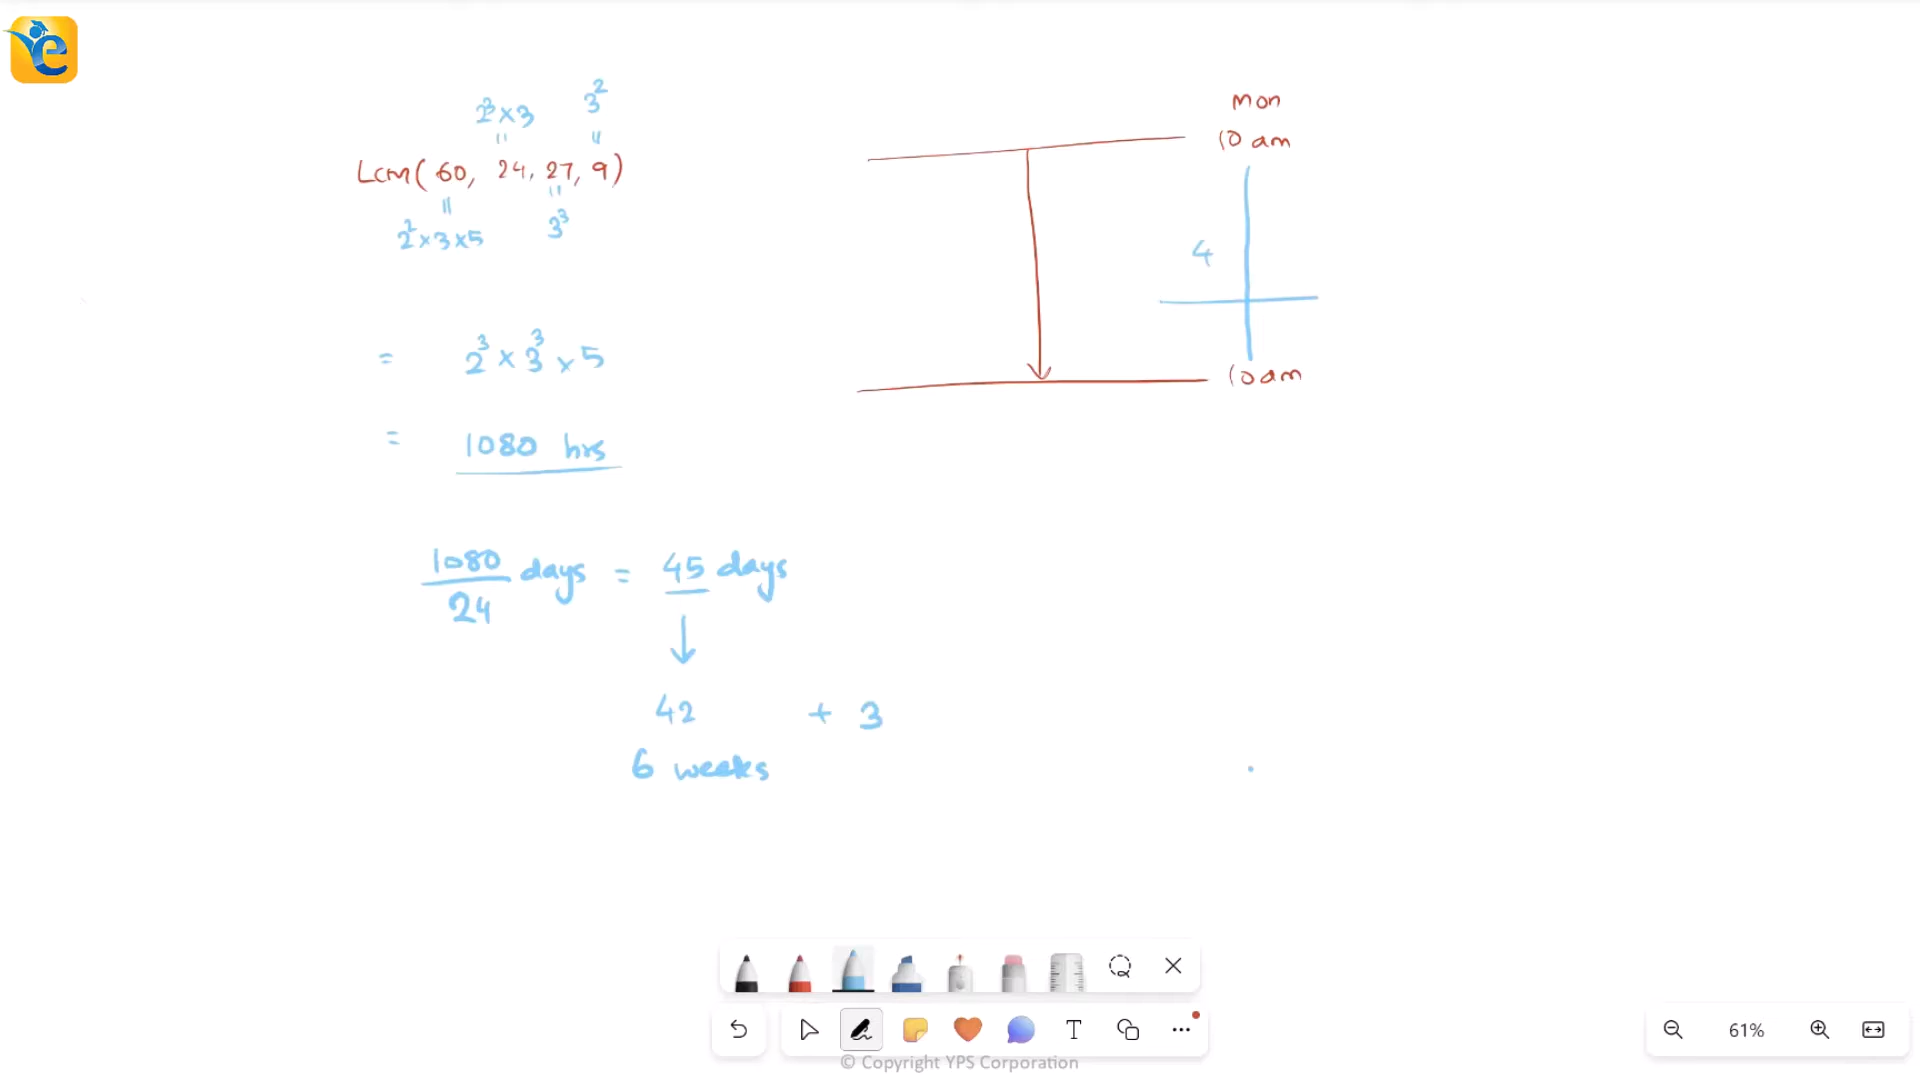 e
2³×3 3²
Lcm( 60, 24, 27, 9)
2²×3×5 3³
= 2³ × 3³ × 5
= 1080 hrs
1080/24 days = 45 days
42 + 3
6 weeks
Mon
10 am
4
10am
61%
© Copyright YPS Corporation